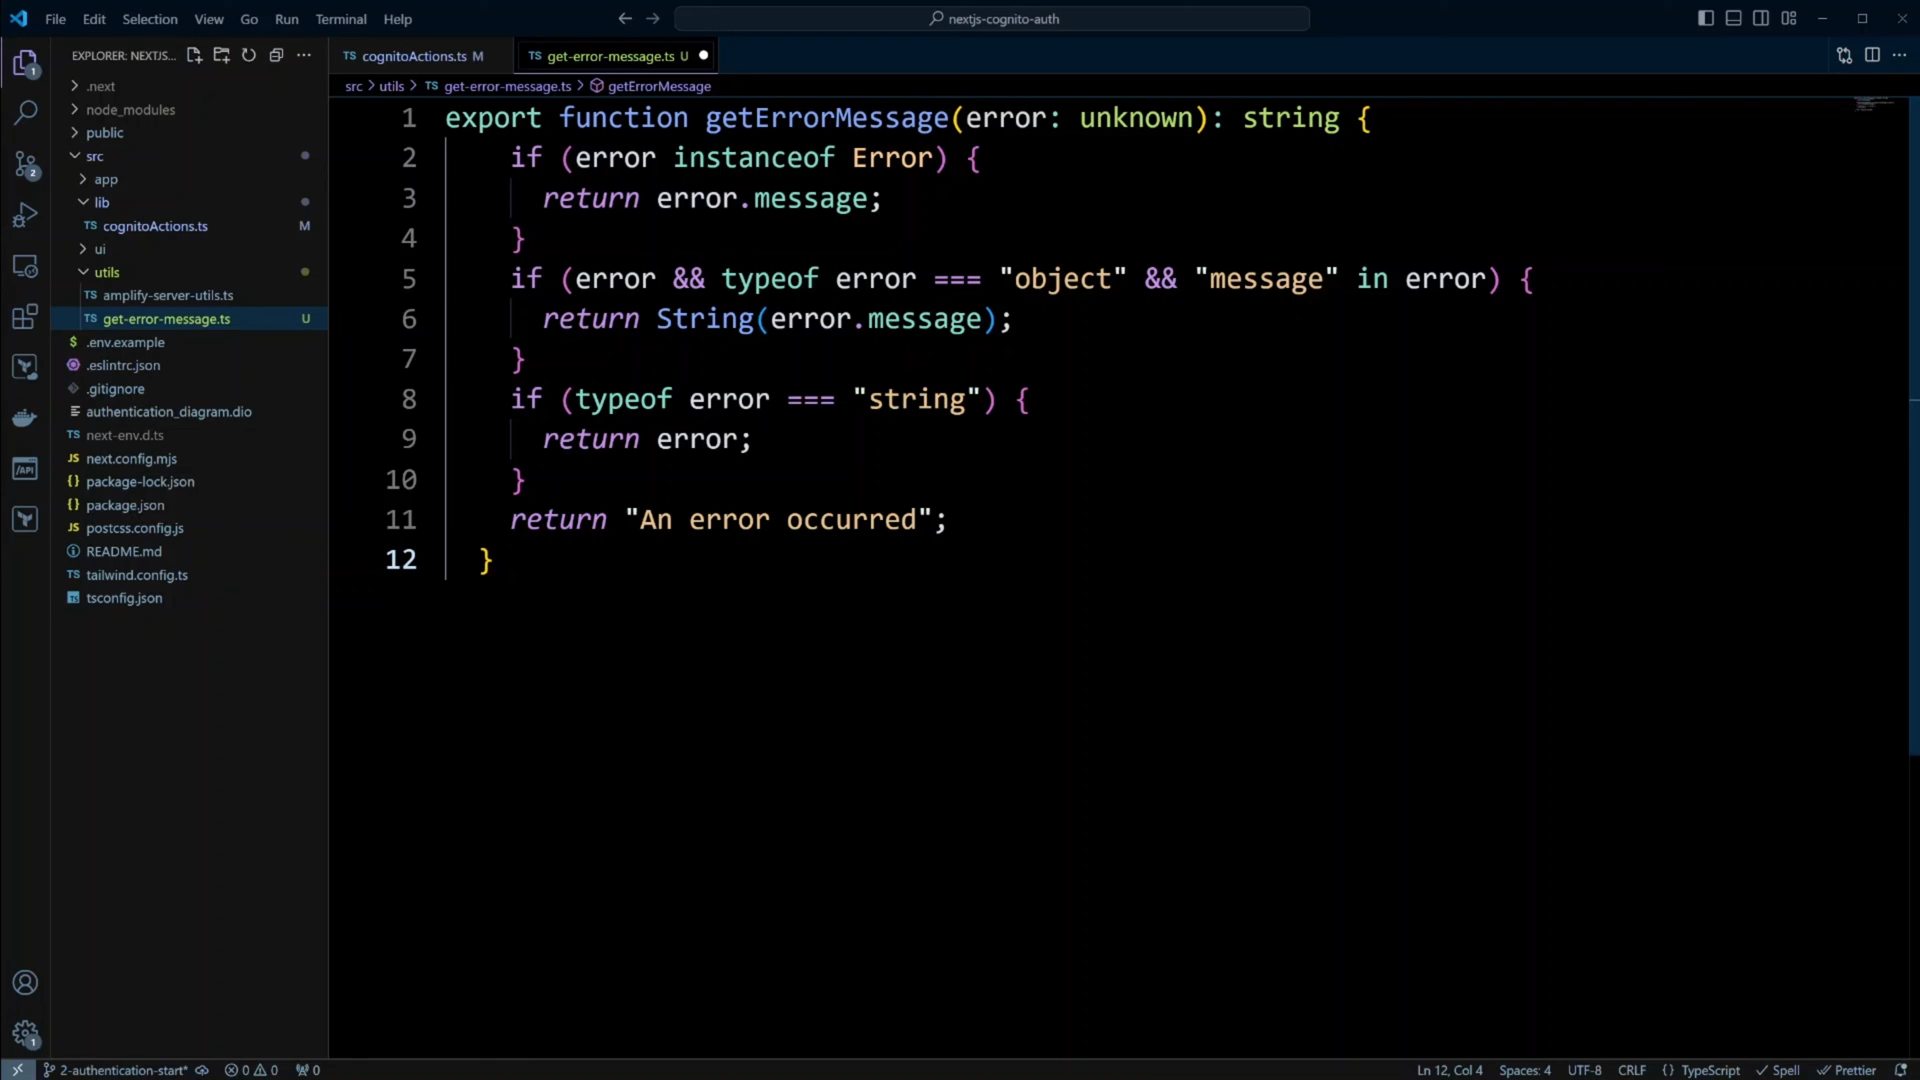 File Edit Selection View Go Run Terminal Help
nextjs-cognito-auth
EXPLORER: NEXTJS...
.next
node_modules
public
src
app
lib
TS cognitoActions.ts M
ui
utils
TS amplify-server-utils.ts
TS get-error-message.ts U
$ .env.example
.eslintrc.json
.gitignore
authentication_diagram.dio
TS next-env.d.ts
JS next.config.mjs
{} package-lock.json
{} package.json
JS postcss.config.js
README.md
TS tailwind.config.ts
TS tsconfig.json
1
2
/API
1
TS cognitoActions.ts M
TS get-error-message.ts U
src > utils > TS get-error-message.ts > getErrorMessage
1 export function getErrorMessage(error: unknown): string {
2 if (error instanceof Error) {
3 return error.message;
4 }
5 if (error && typeof error === "object" && "message" in error) {
6 return String(error.message);
7 }
8 if (typeof error === "string") {
9 return error;
10 }
11 return "An error occurred";
12 }
2-authentication-start* 0 0 0
Ln 12, Col 4 Spaces: 4 UTF-8 CRLF {} TypeScript Spell Prettier